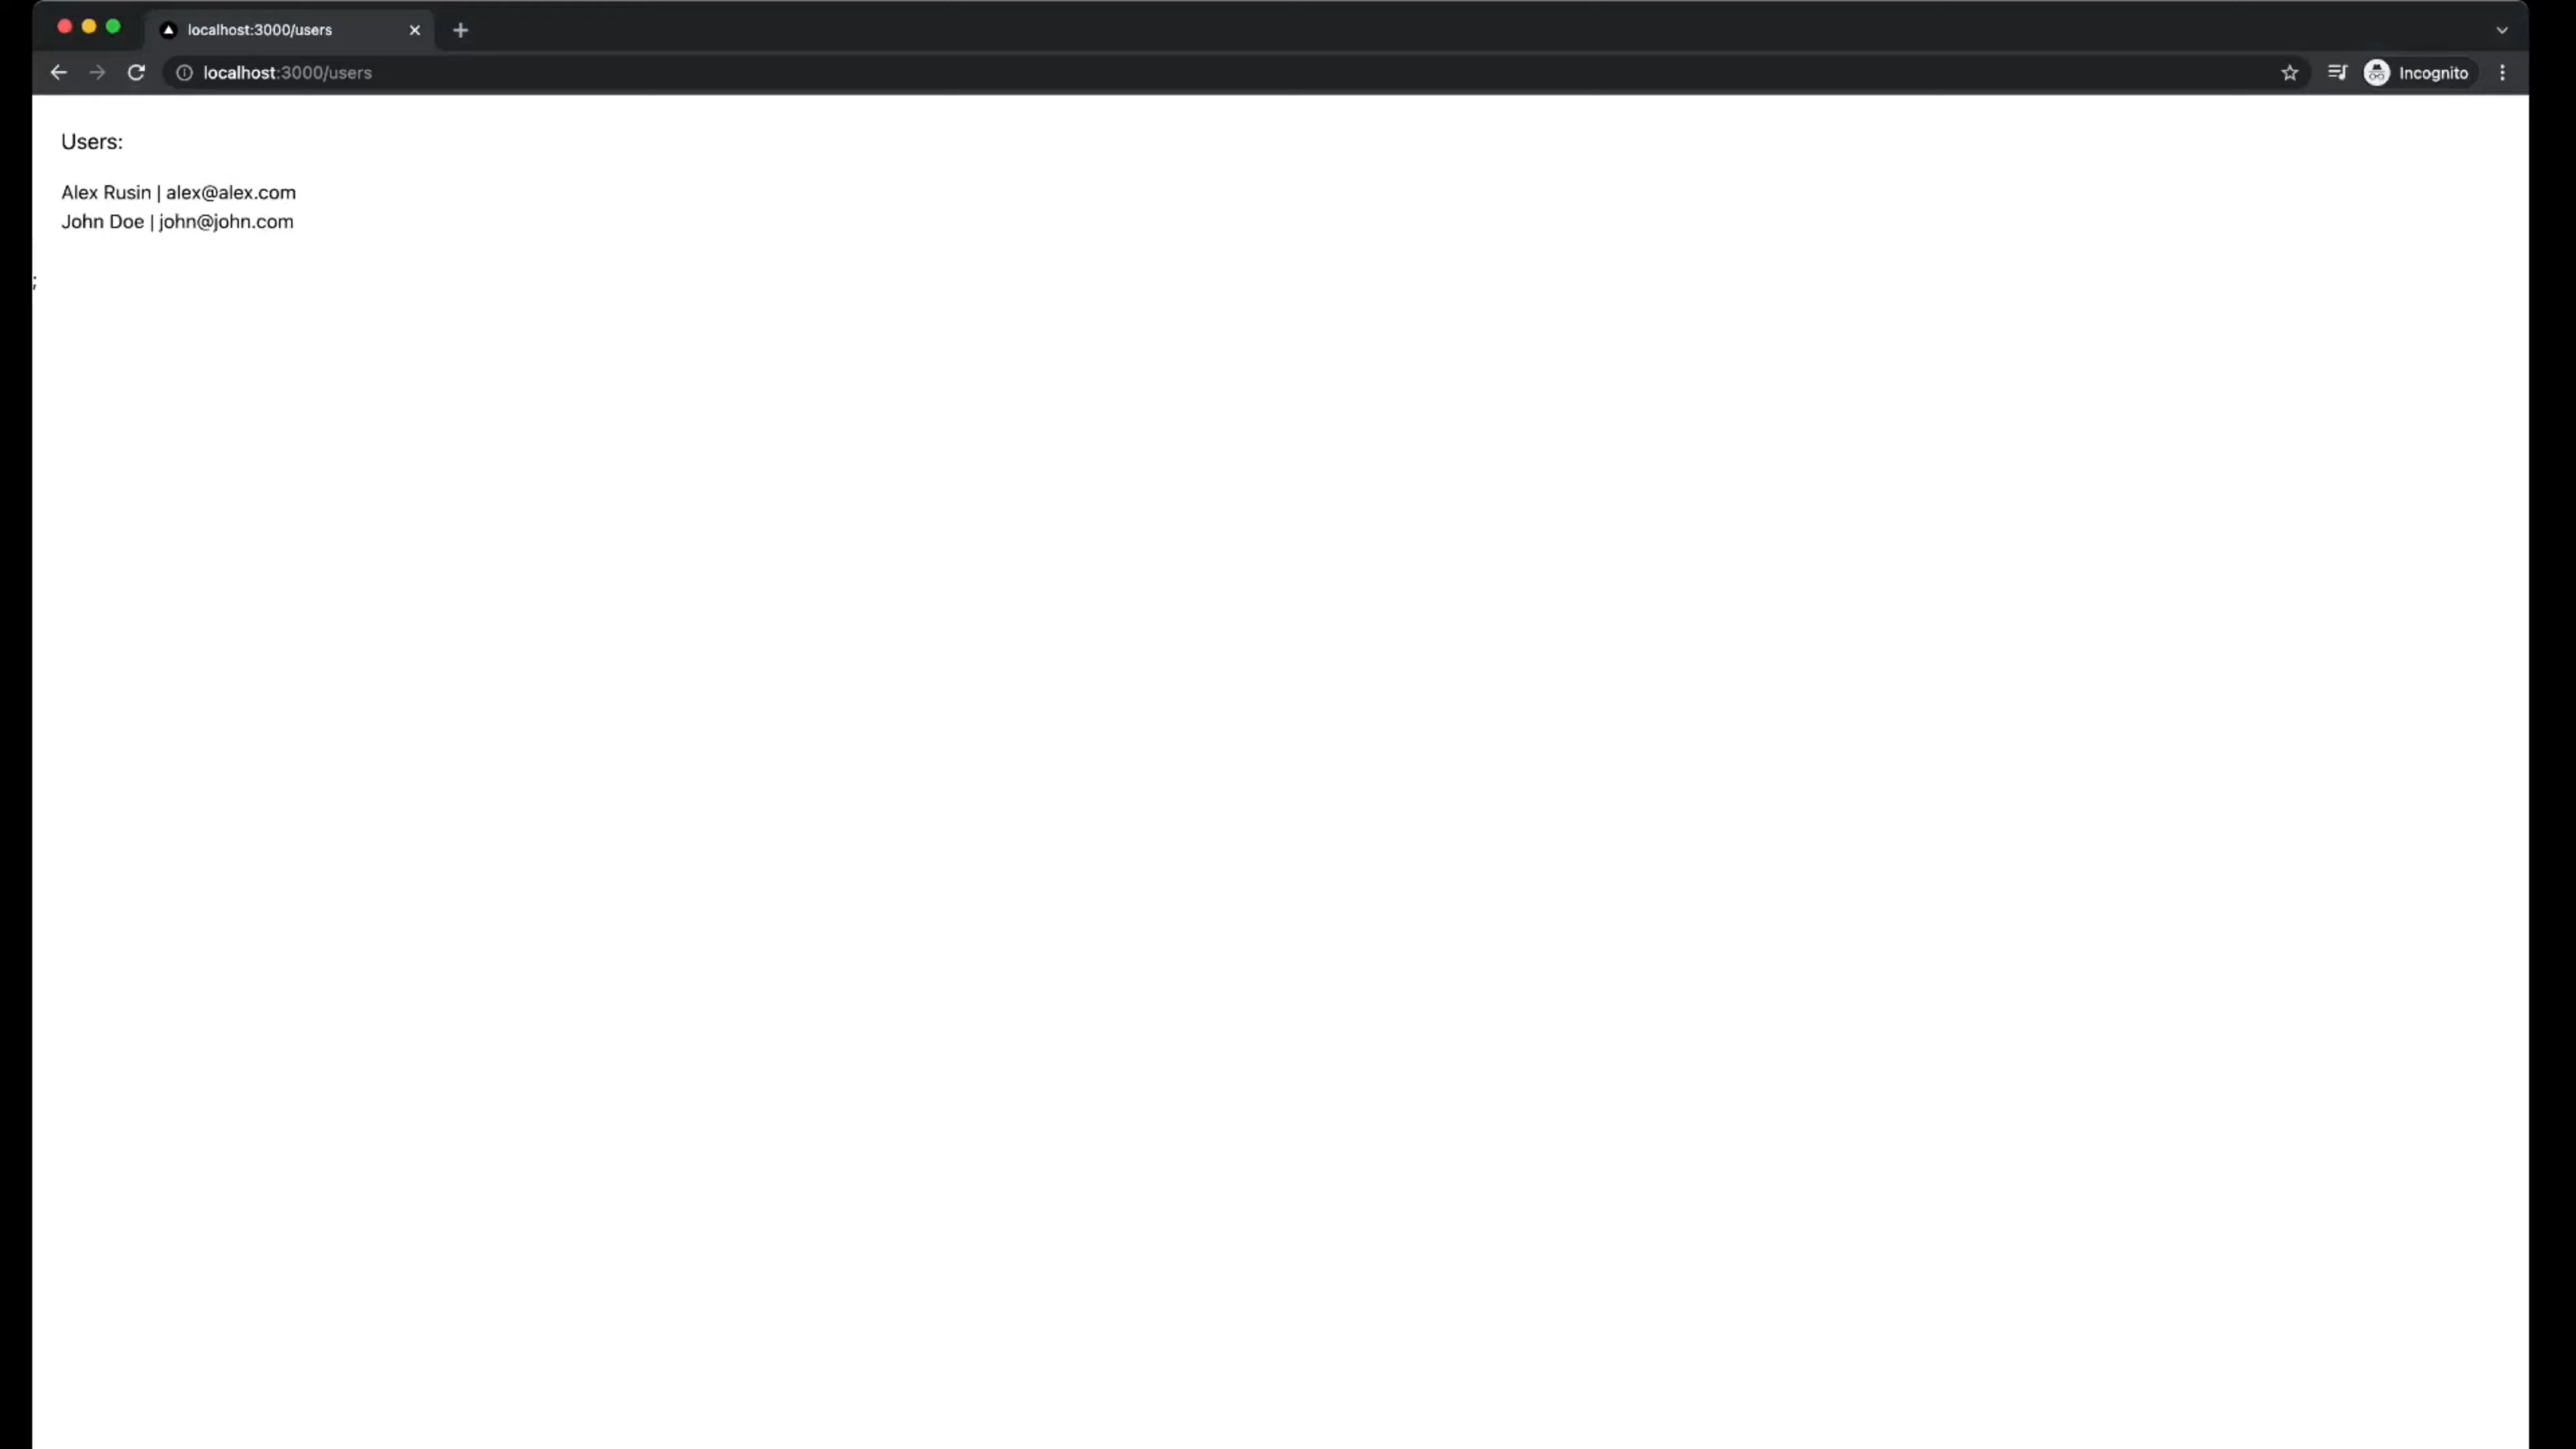 localhost:3000/users
localhost:3000/users
Incognito
Users:
Alex Rusin | alex@alex.com
John Doe | john@john.com
;